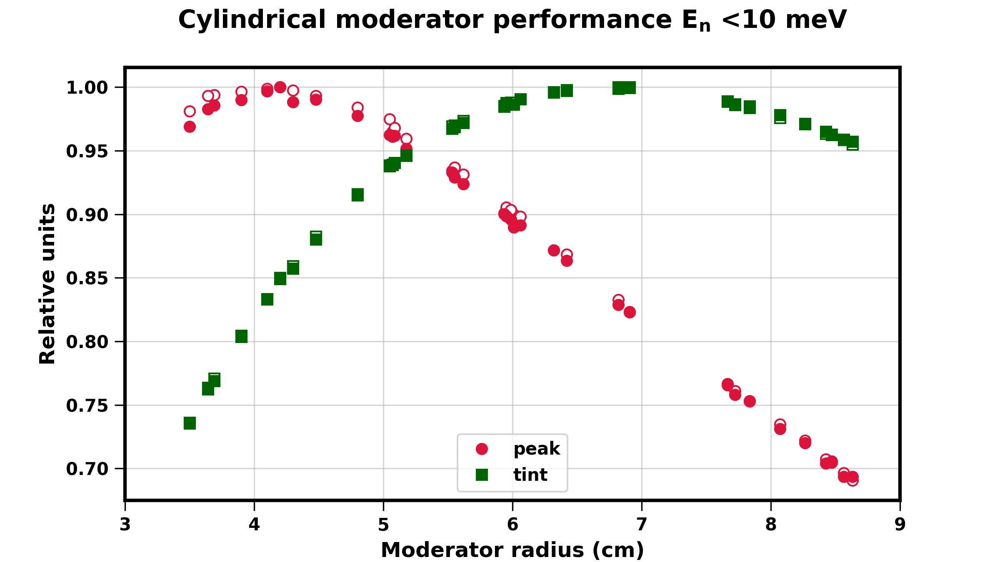 Cylindrical moderator performance Eₙ <10 meV
1.00
0.95
0.90
0.85
0.80
0.75
0.70
Relative units
peak
tint
3 4 5 6 7 8 9
Moderator radius (cm)